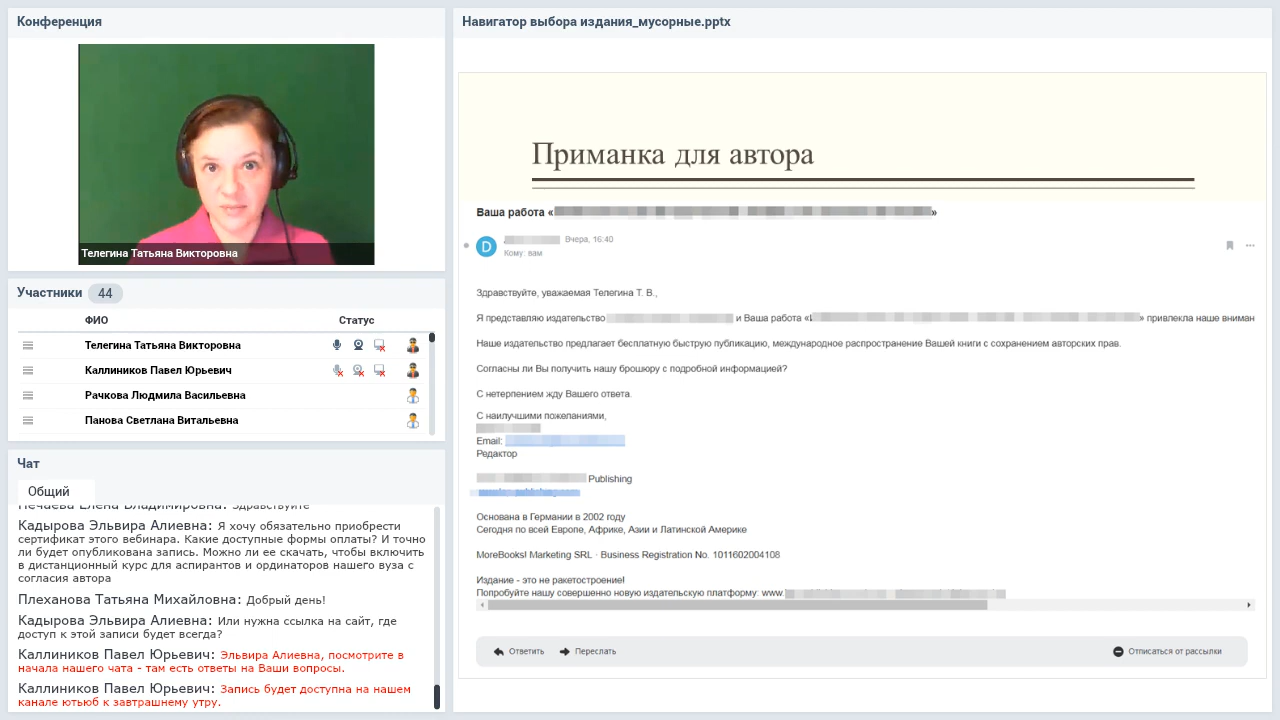 Конференция
Телегина Татьяна Викторовна
Участники 44
ФИО Статус
Телегина Татьяна Викторовна
Каллиников Павел Юрьевич
Рачкова Людмила Васильевна
Панова Светлана Витальевна
Чат
Общий
Нечаева Елена Владимировна: Здравствуйте
Кадырова Эльвира Алиевна: Я хочу обязательно приобрести
сертификат этого вебинара. Какие доступные формы оплаты? И точно
ли будет опубликована запись. Можно ли ее скачать, чтобы включить
в дистанционный курс для аспирантов и ординаторов нашего вуза с
согласия автора
Плеханова Татьяна Михайловна: Добрый день!
Кадырова Эльвира Алиевна: Или нужна ссылка на сайт, где
доступ к этой записи будет всегда?
Каллиников Павел Юрьевич: Эльвира Алиевна, посмотрите в
начала нашего чата - там есть ответы на Ваши вопросы.
Каллиников Павел Юрьевич: Запись будет доступна на нашем
канале ютьюб к завтрашнему утру.
Навигатор выбора издания_мусорные.pptx
Приманка для автора
Ваша работа «»
D Вчера, 16:40
Кому: вам
Здравствуйте, уважаемая Телегина Т. В.,
Я представляю издательство и Ваша работа « » привлекла наше вниман
Наше издательство предлагает бесплатную быструю публикацию, международное распространение Вашей книги с сохранением авторских прав.
Согласны ли Вы получить нашу брошюру с подробной информацией?
С нетерпением жду Вашего ответа.
С наилучшими пожеланиями,
Email:
Редактор
Publishing
Основана в Германии в 2002 году
Сегодня по всей Европе, Африке, Азии и Латинской Америке
MoreBooks! Marketing SRL · Business Registration No. 1011602004108
Издание - это не ракетостроение!
Попробуйте нашу совершенно новую издательскую платформу: www.
Ответить Переслать Отписаться от рассылки